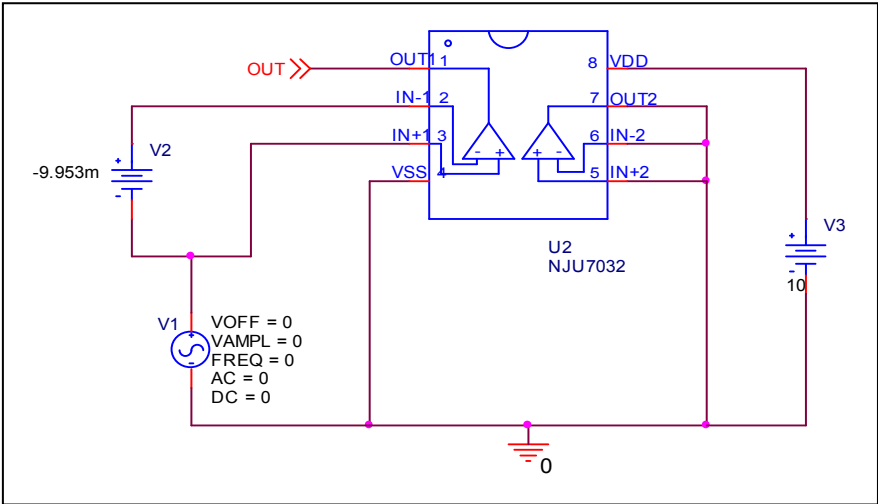 OUT
OUT1 1
IN-1 2
IN+1 3
VSS 4
8 VDD
7 OUT2
6 IN-2
5 IN+2
- +
+ -
U2
NJU7032
+ V2
-9.953m
-
V1
+
-
VOFF = 0
VAMPL = 0
FREQ = 0
AC = 0
DC = 0
V3
+
-
10
0